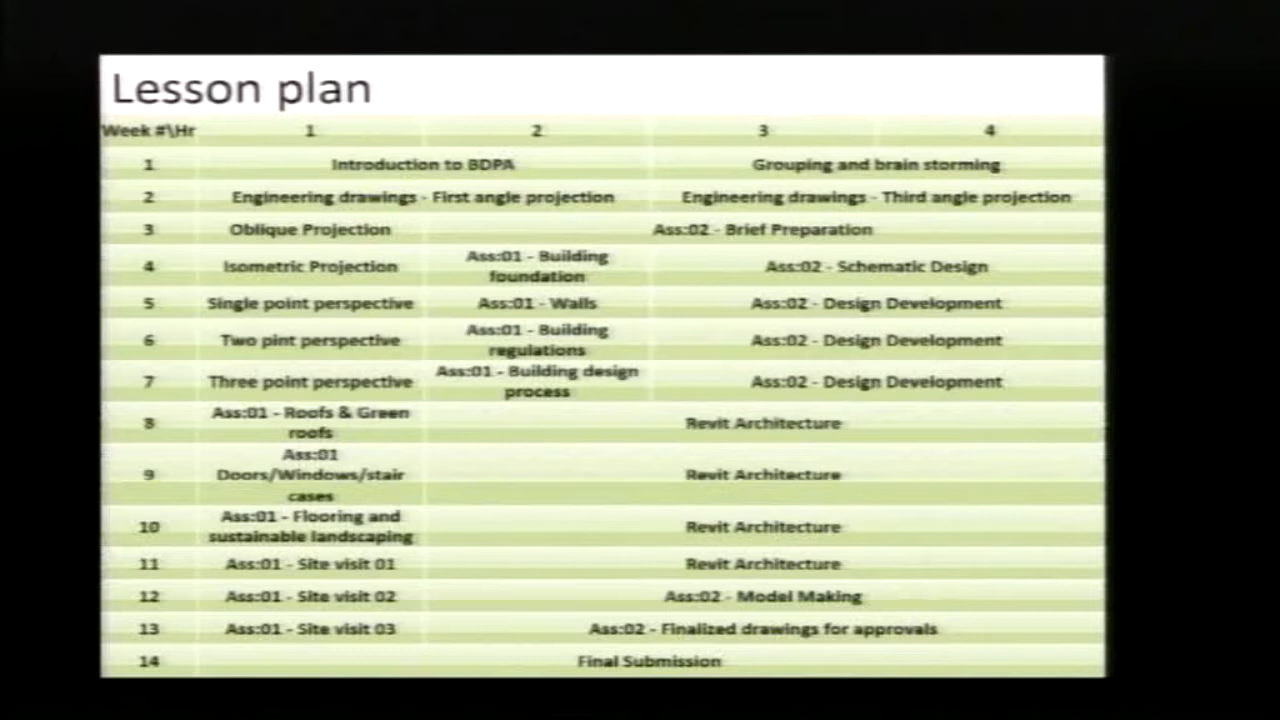 Lesson plan
Week #\Hr 1 2 3 4
1 Introduction to BDPA Grouping and brain storming
2 Engineering drawings - First angle projection Engineering drawings - Third angle projection
3 Oblique Projection Ass:02 - Brief Preparation
4 Isometric Projection Ass:01 - Building
foundation Ass:02 - Schematic Design
5 Single point perspective Ass:01 - Walls Ass:02 - Design Development
6 Two pint perspective Ass:01 - Building
regulations Ass:02 - Design Development
7 Three point perspective Ass:01 - Building design
process Ass:02 - Design Development
8 Ass:01 - Roofs & Green
roofs Revit Architecture
9 Ass:01
Doors/Windows/stair
cases Revit Architecture
10 Ass:01 - Flooring and
sustainable landscaping Revit Architecture
11 Ass:01 - Site visit 01 Revit Architecture
12 Ass:01 - Site visit 02 Ass:02 - Model Making
13 Ass:01 - Site visit 03 Ass:02 - Finalized drawings for approvals
14 Final Submission